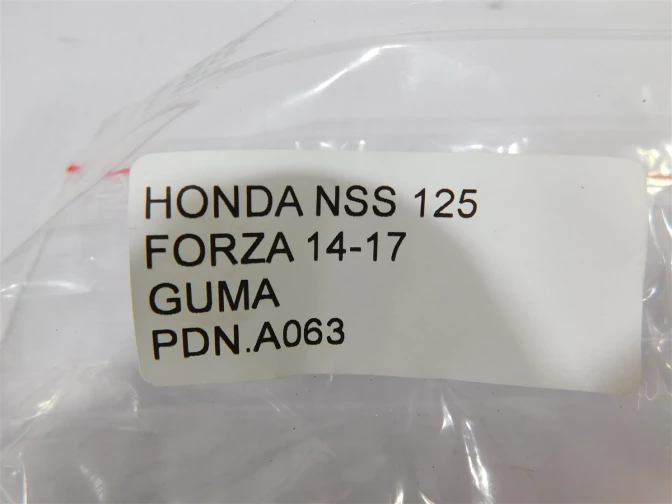 HONDA NSS 125
FORZA 14-17
GUMA
PDN.A063